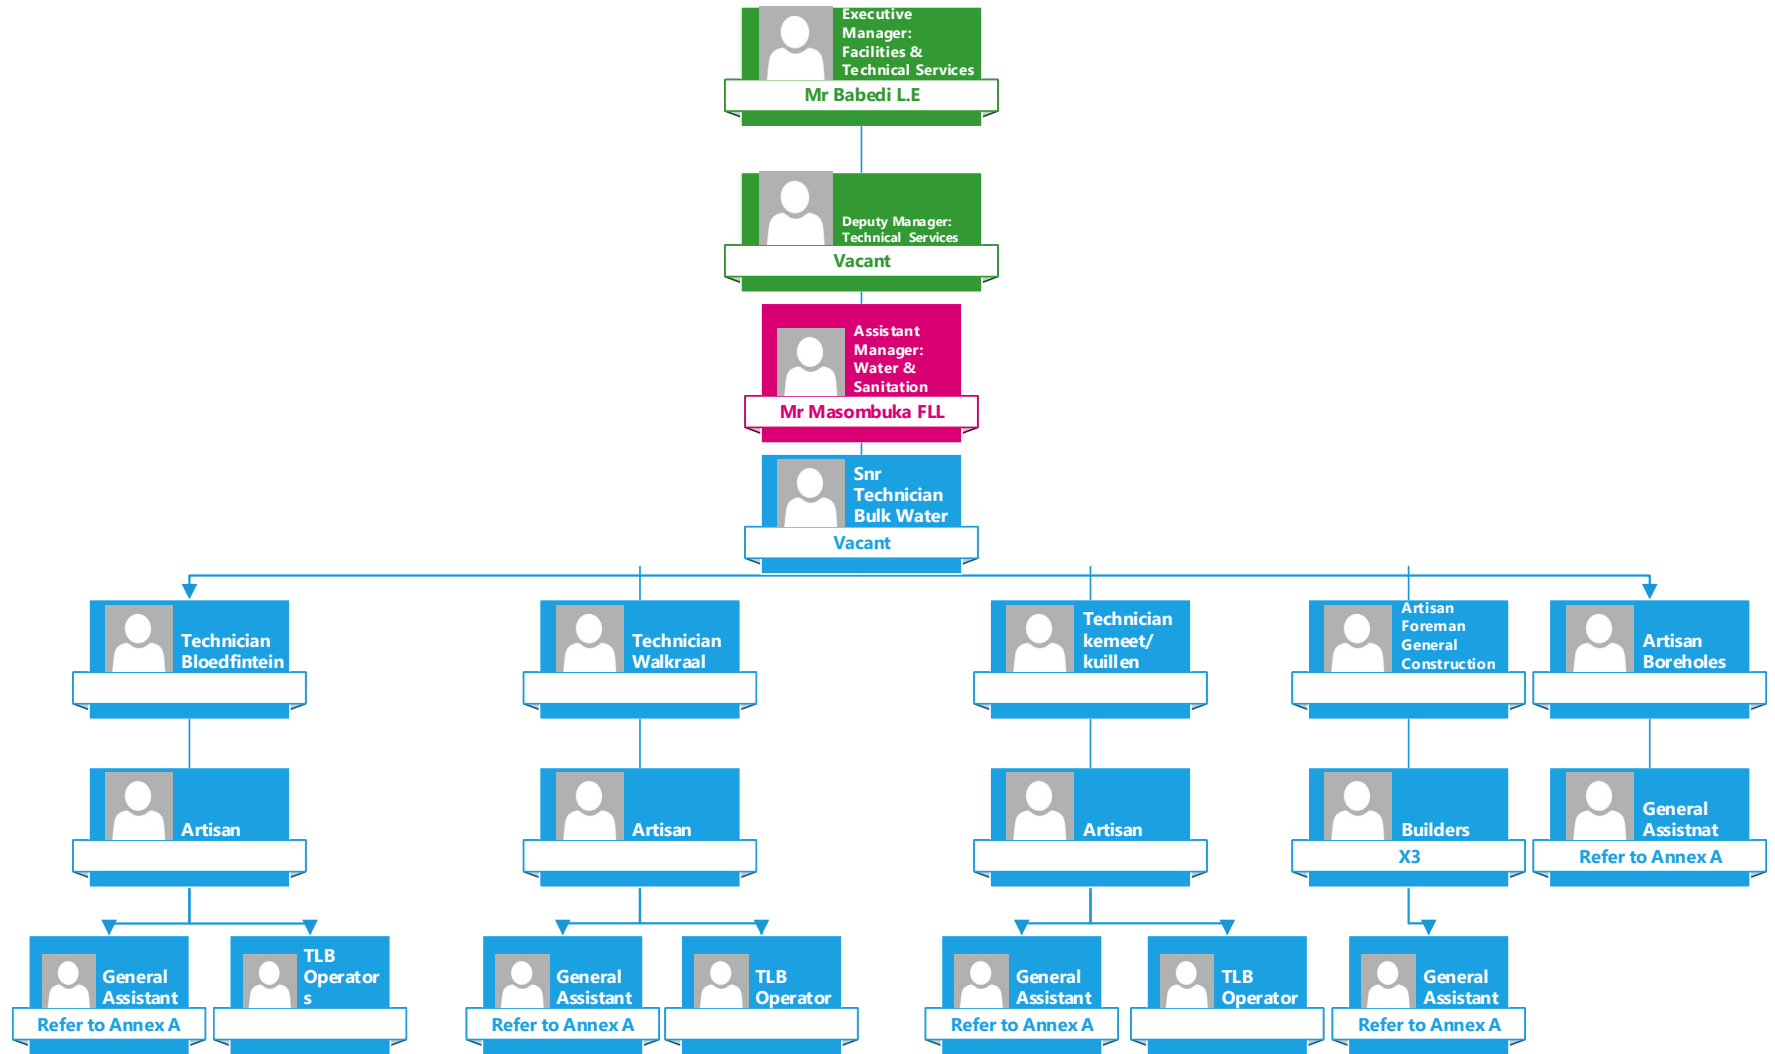 Executive
Manager:
Facilities &
Technical Services
Mr Babedi L.E
Deputy Manager:
Technical Services
Vacant
Assistant
Manager:
Water &
Sanitation
Mr Masombuka FLL
Snr
Technician
Bulk Water
Vacant
Technician
Bloedfintein
Technician
Walkraal
Technician
kemeet/
kuillen
Artisan
Foreman
General
Construction
Artisan
Boreholes
Artisan
Artisan
Artisan
Builders
X3
General
Assistnat
Refer to Annex A
General
Assistant
Refer to Annex A
TLB
Operator
s
General
Assistant
Refer to Annex A
TLB
Operator
General
Assistant
Refer to Annex A
TLB
Operator
General
Assistant
Refer to Annex A